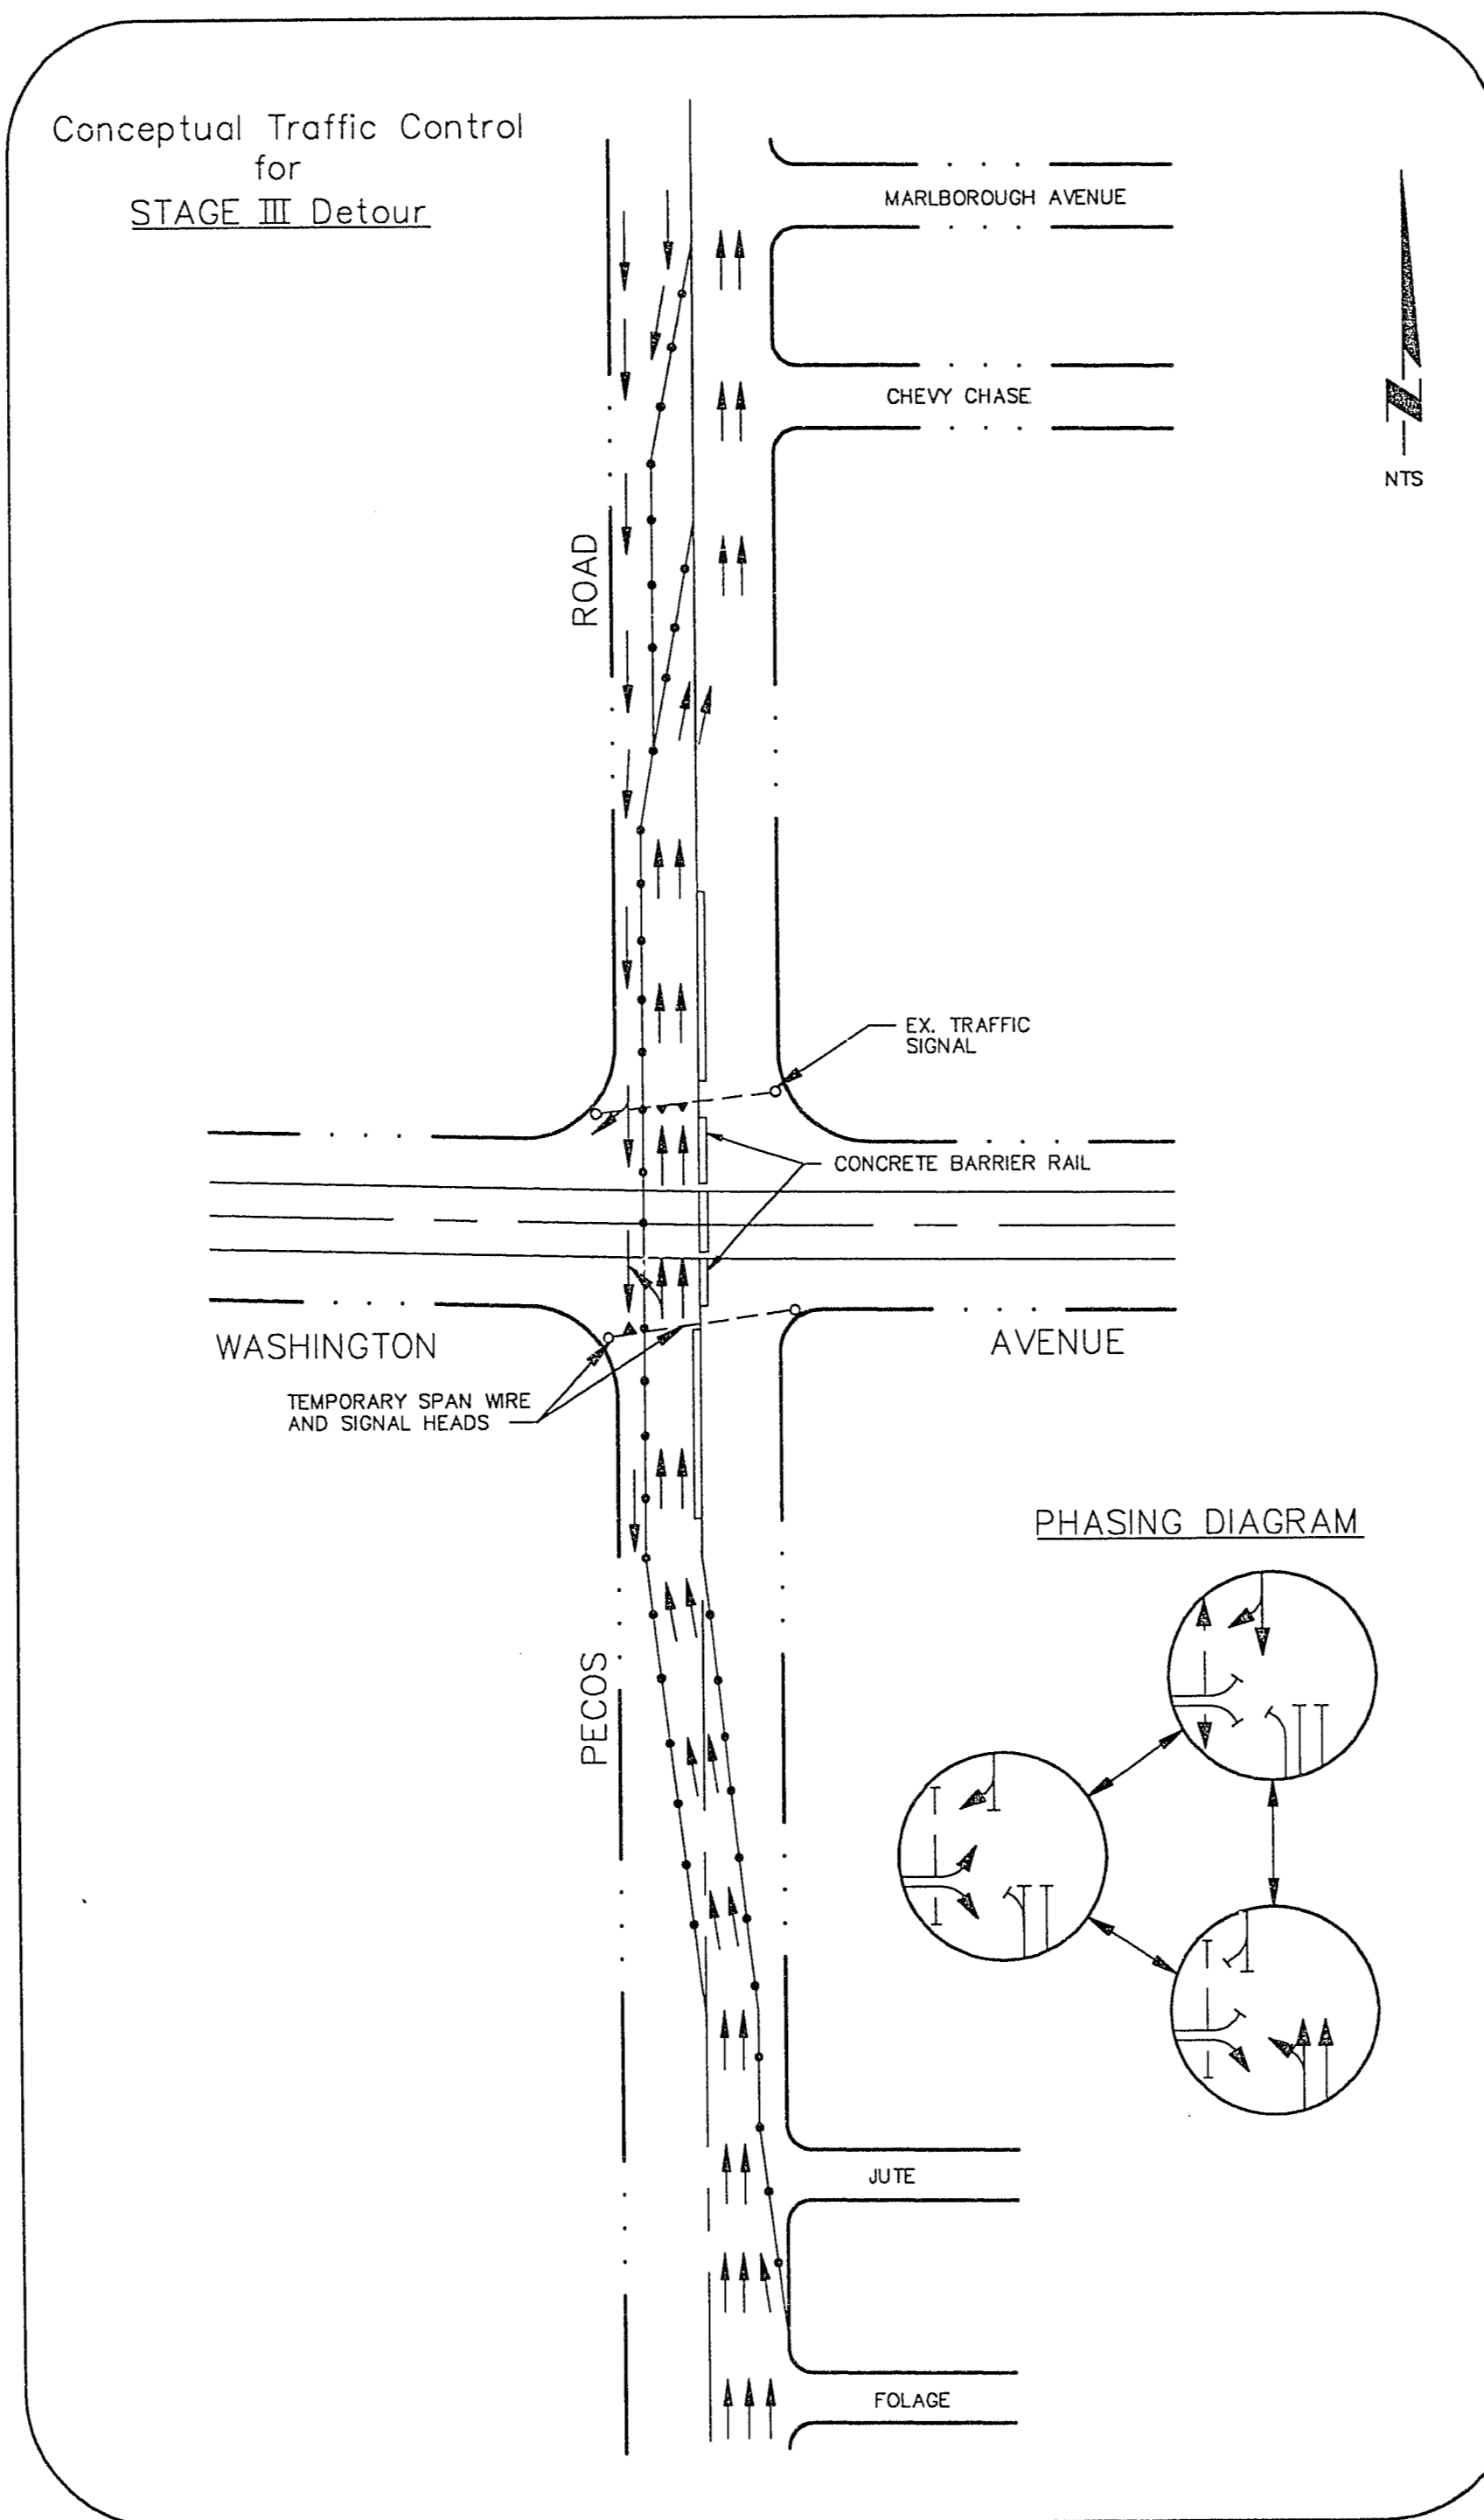 Conceptual Traffic Control
for
STAGE III Detour
MARLBOROUGH AVENUE
CHEVY CHASE
N
NTS
ROAD
EX. TRAFFIC
SIGNAL
CONCRETE BARRIER RAIL
WASHINGTON
AVENUE
TEMPORARY SPAN WIRE
AND SIGNAL HEADS
PHASING DIAGRAM
PECOS
JUTE
FOLAGE